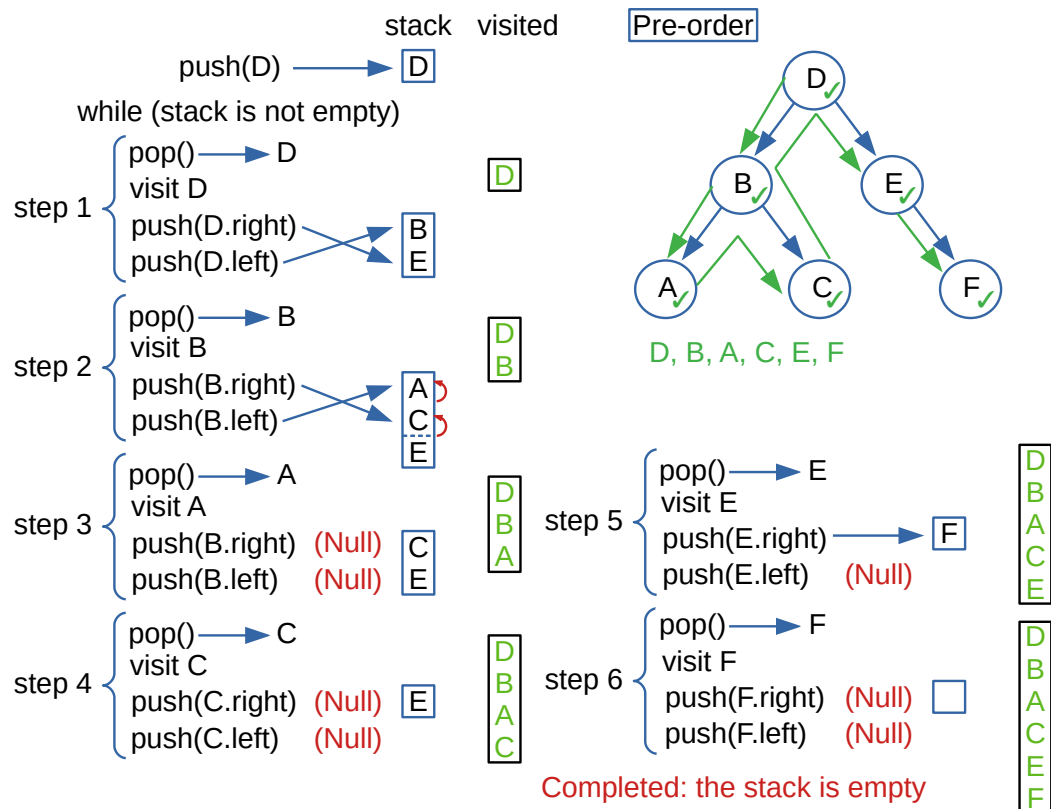 stack visited Pre-order
push(D) D
while (stack is not empty)
step 1
pop() D
visit D
push(D.right)
push(D.left)
B
E
D
step 2
pop() B
visit B
push(B.right)
push(B.left)
A
C
E
D
B
step 3
pop() A
visit A
push(B.right) (Null)
push(B.left) (Null)
C
E
D
B
A
step 4
pop() C
visit C
push(C.right) (Null)
push(C.left) (Null)
E
D
B
A
C
D
B E
A C F
D, B, A, C, E, F
step 5
pop() E
visit E
push(E.right) F
push(E.left) (Null)
D
B
A
C
E
step 6
pop() F
visit F
push(F.right) (Null)
push(F.left) (Null)
D
B
A
C
E
F
Completed: the stack is empty